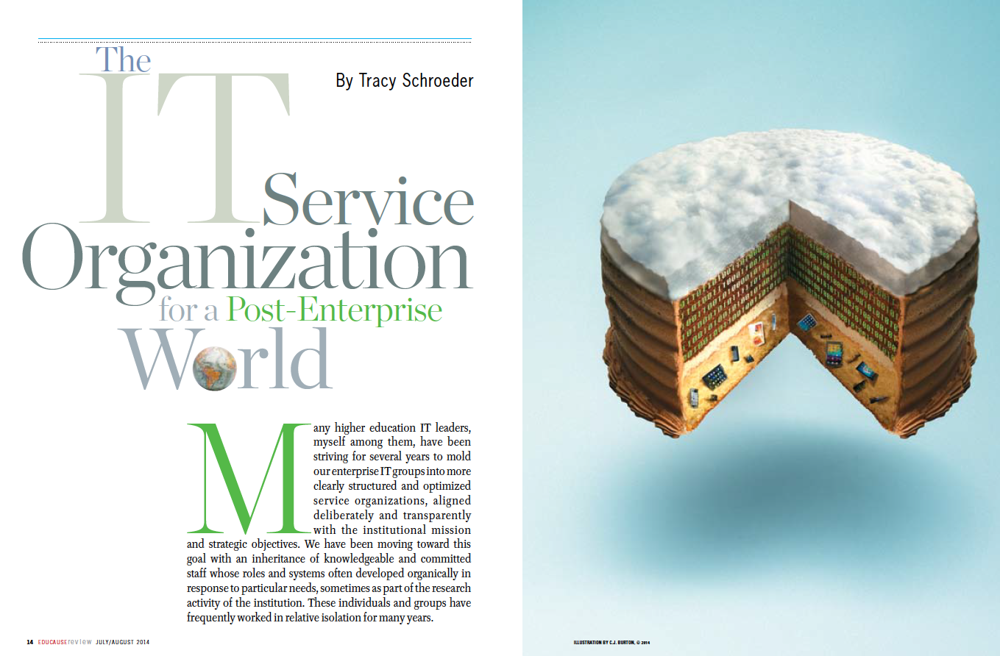 The
IT
By Tracy Schroeder
Service
Organization
for a Post-Enterprise
World
Many higher education IT leaders,
myself among them, have been
striving for several years to mold
our enterprise IT groups into more
clearly structured and optimized
service organizations, aligned
deliberately and transparently
with the institutional mission
and strategic objectives. We have been moving toward this
goal with an inheritance of knowledgeable and committed
staff whose roles and systems often developed organically in
response to particular needs, sometimes as part of the research
activity of the institution. These individuals and groups have
frequently worked in relative isolation for many years.
14 EDUCAUSEreview JULY/AUGUST 2014
ILLUSTRATION BY C.J. BURTON, © 2014